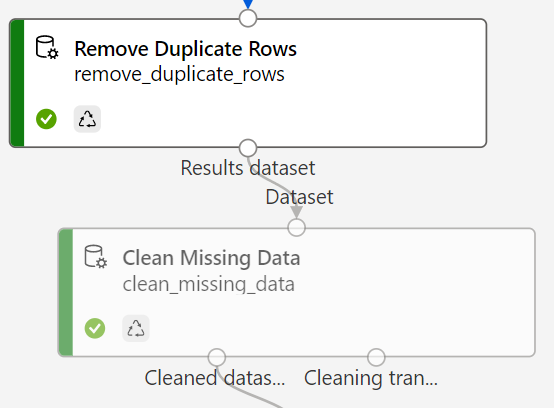 Remove Duplicate Rows
remove_duplicate_rows
Results dataset
Dataset
Clean Missing Data
clean_missing_data
Cleaned datas... Cleaning tran...